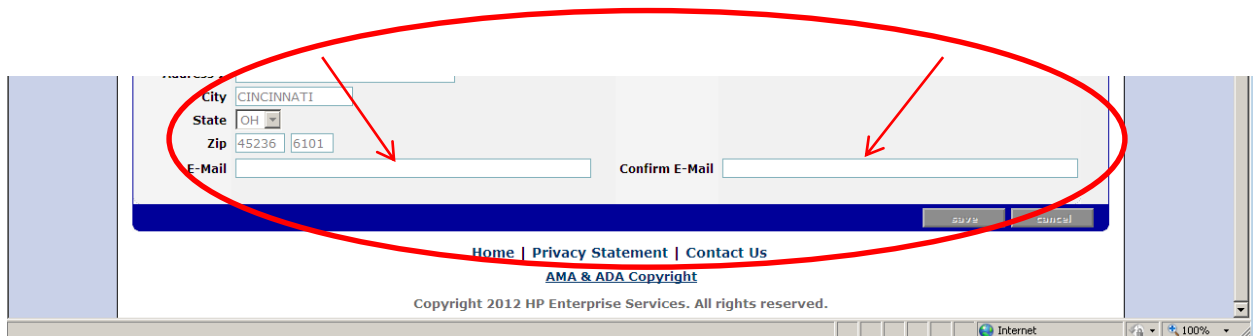 City CINCINNATI
State OH
Zip 45236 6101
E-Mail Confirm E-Mail
save cancel
Home | Privacy Statement | Contact Us
AMA & ADA Copyright
Copyright 2012 HP Enterprise Services. All rights reserved.
Internet 100%